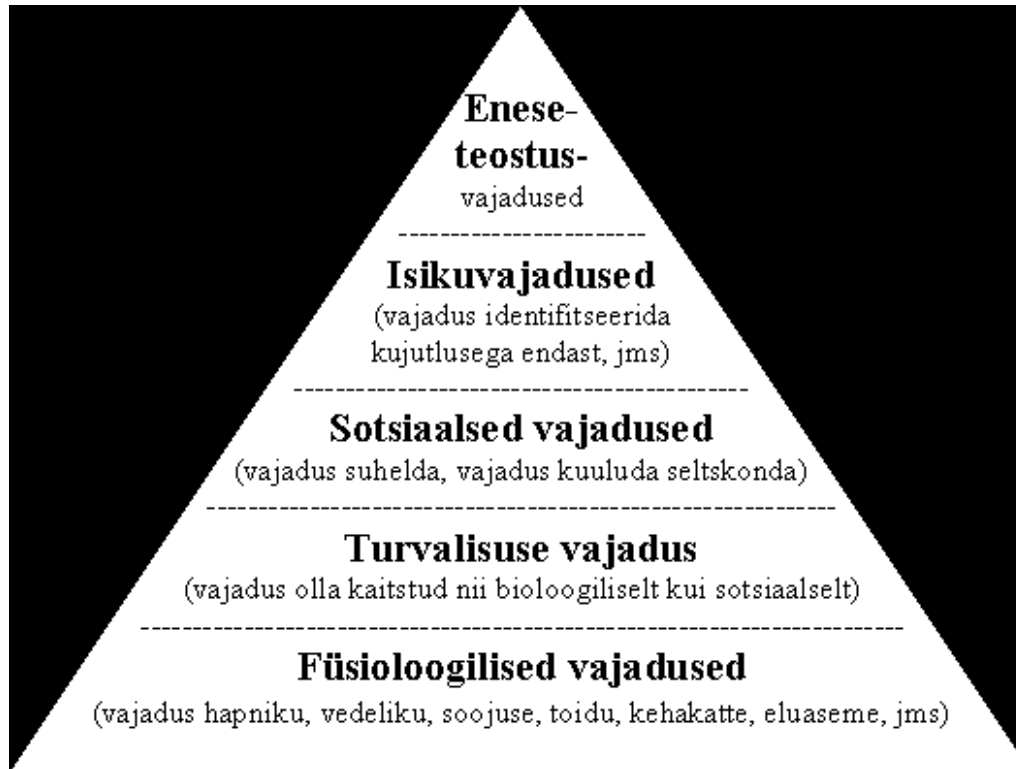 Enese-
teostus-
vajadused
Isikuvajadused
(vajadus identifitseerida
kujutlusega endast, jms)
Sotsiaalsed vajadused
(vajadus suhelda, vajadus kuuluda seltskonda)
Turvalisuse vajadus
(vajadus olla kaitstud nii bioloogiliselt kui sotsiaalselt)
Füsioloogilised vajadused
(vajadus hapniku, vedeliku, soojuse, toidu, kehakatte, eluaseme, jms)